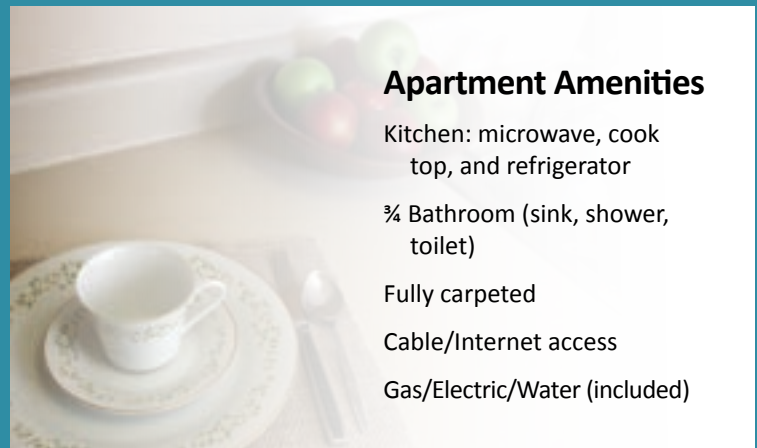 Apartment Amenities
Kitchen: microwave, cook
top, and refrigerator
¾ Bathroom (sink, shower,
toilet)
Fully carpeted
Cable/Internet access
Gas/Electric/Water (included)